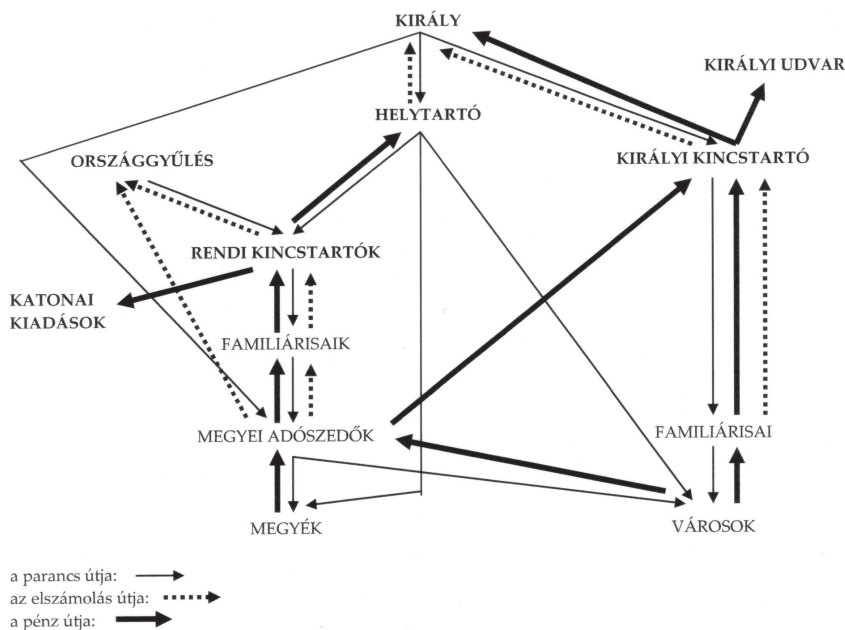 KIRÁLY
KIRÁLYI UDVAR
HELYTARTÓ
ORSZÁGGYŰLÉS
KIRÁLYI KINCSTARTÓ
RENDI KINCSTARTÓK
KATONAI
KIADÁSOK
FAMILIÁRISAIK
MEGYEI ADÓSZEDŐK
FAMILIÁRISAI
MEGYÉK
VÁROSOK
a parancs útja:
az elszámolás útja:
a pénz útja: